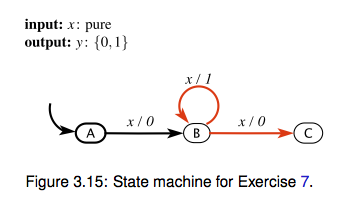 input: x: pure
output: y: {0,1}
x / 1
x / 0
x / 0
A
B
C
Figure 3.15: State machine for Exercise 7.